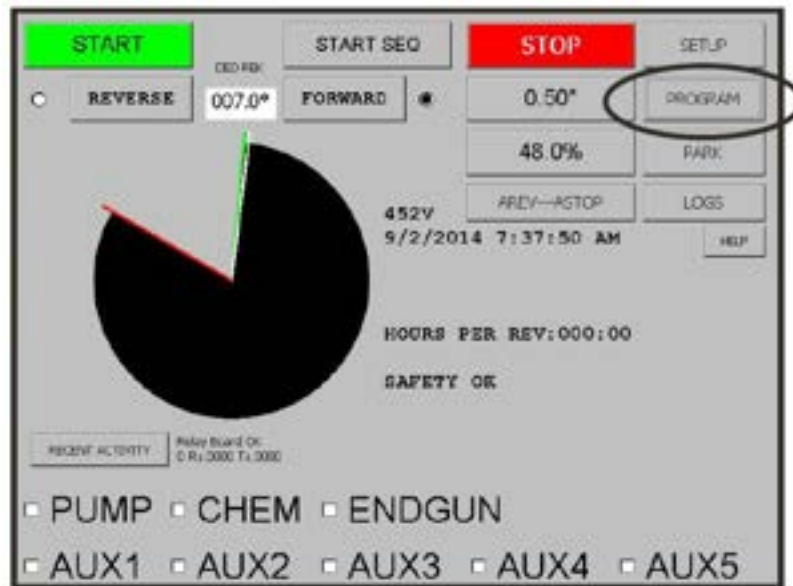 START START SEQ STOP SETUP
REVERSE 007.0° FORWARD 0.50" PROGRAM
48.0% PARK
452V AREV---ASTOP LOGS
9/2/2014 7:37:50 AM HELP
HOURS PER REV:000:00
SAFETY OK
RECENT ACTIVITY Relay Board OK
PUMP CHEM ENDGUN
AUX1 AUX2 AUX3 AUX4 AUX5